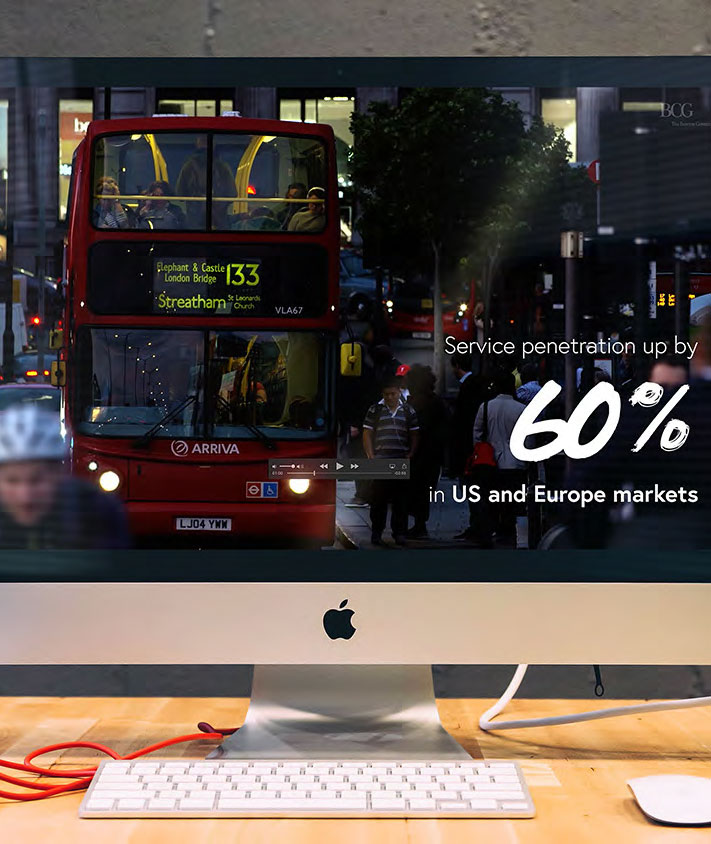 BCG
Elephant & Castle
London Bridge
133
Streatham
St Leonards
Church
VLA67
Service penetration up by
60%
in US and Europe markets
ARRIVA
LJ04 YWW